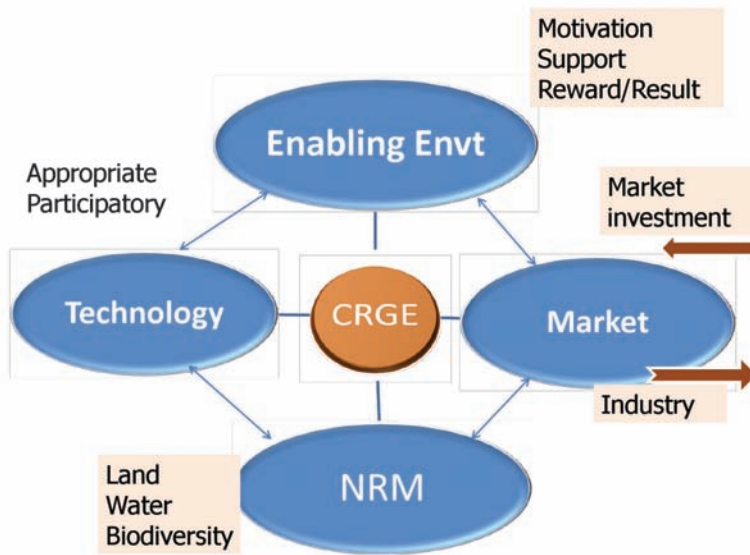 Motivation
Support
Reward/Result
Enabling Envt
Appropriate
Participatory
Market
investment
Technology
CRGE
Market
Industry
Land
Water
Biodiversity
NRM